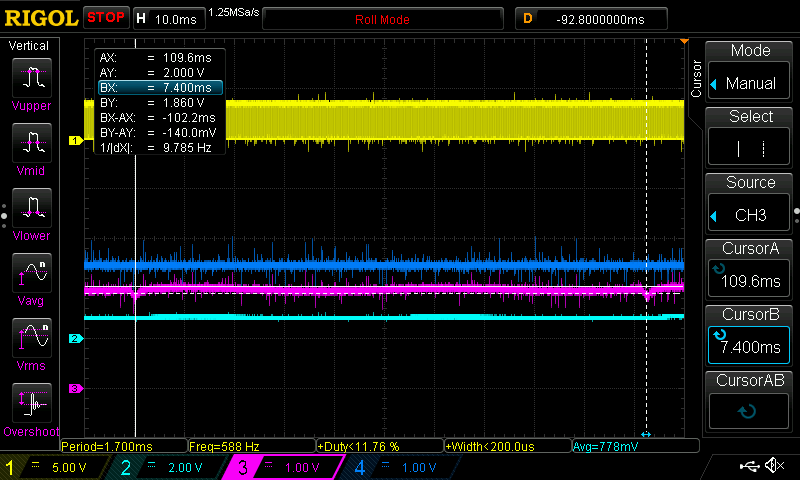 RIGOL STOP H 10.0ms 1.25MSa/s Roll Mode D -92.8000000ms
Vertical
Vupper
Vmid
Vlower
Vavg
Vrms
Overshoot
AX: = 109.6ms
AY: = 2.000 V
BX: = 7.400ms
BY: = 1.860 V
BX-AX: = -102.2ms
BY-AY: = -140.0mV
1/|dX|: = 9.785 Hz
1
2
3
Cursor
Mode
Manual
Select
Source
CH3
CursorA
109.6ms
CursorB
7.400ms
CursorAB
Period=1.700ms Freq=588 Hz +Duty<11.76 % +Width<200.0us Avg=778mV
1 = 5.00 V 2 = 2.00 V 3 = 1.00 V 4 = 1.00 V